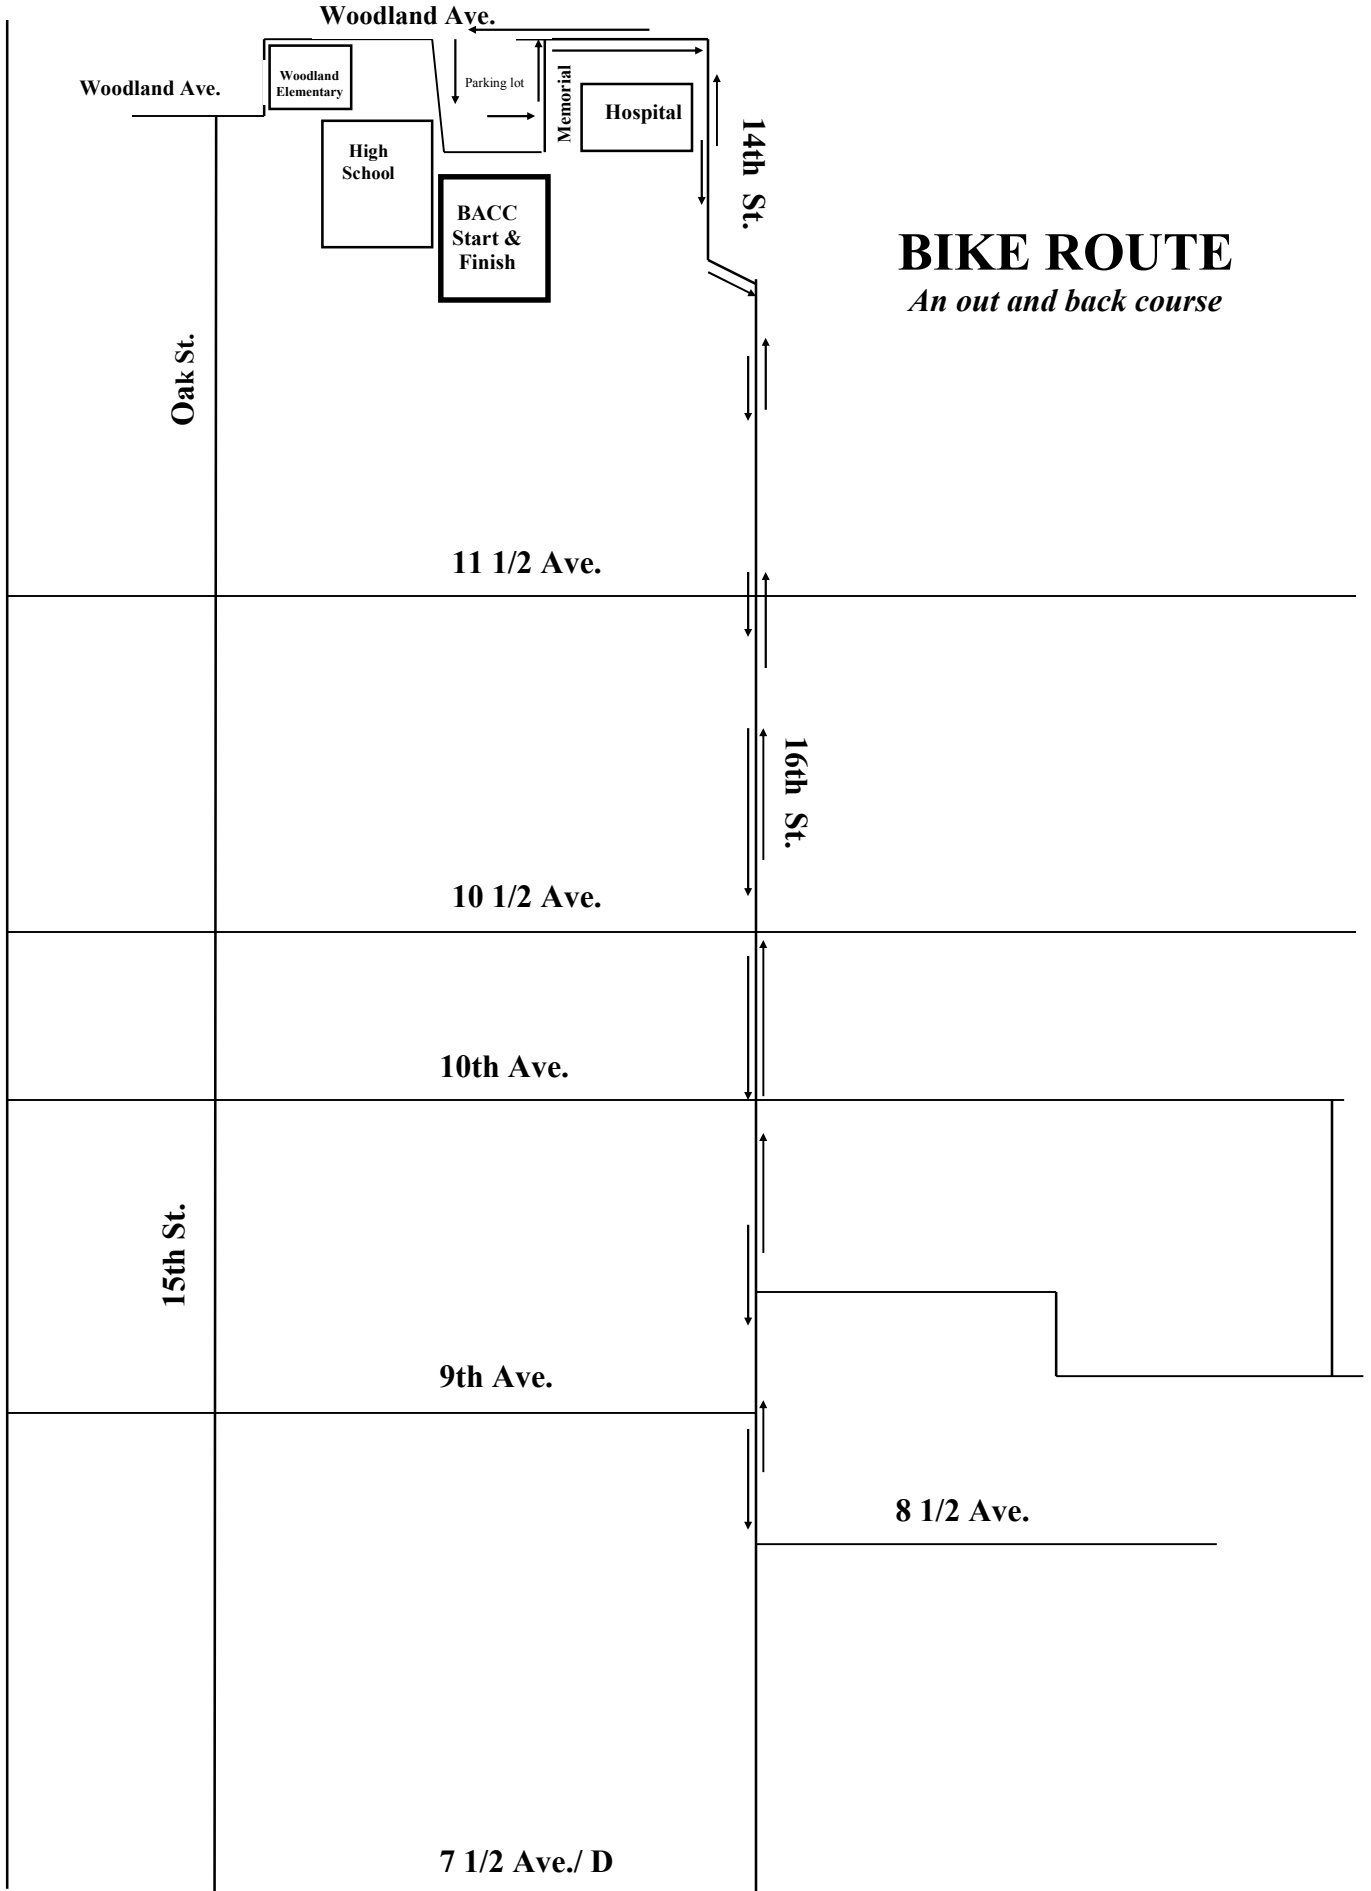 Woodland Ave.
Woodland Ave.
Woodland
Elementary
Parking lot
Memorial
Hospital
14th St.
High
School
BACC
Start &
Finish
BIKE ROUTE
An out and back course
Oak St.
11 1/2 Ave.
16th St.
10 1/2 Ave.
10th Ave.
15th St.
9th Ave.
8 1/2 Ave.
7 1/2 Ave./ D